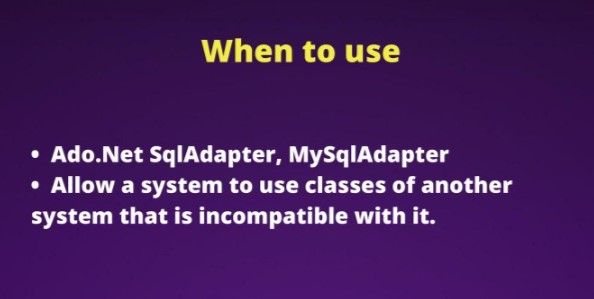 When to use
• Ado.Net SqlAdapter, MySqlAdapter
• Allow a system to use classes of another
system that is incompatible with it.